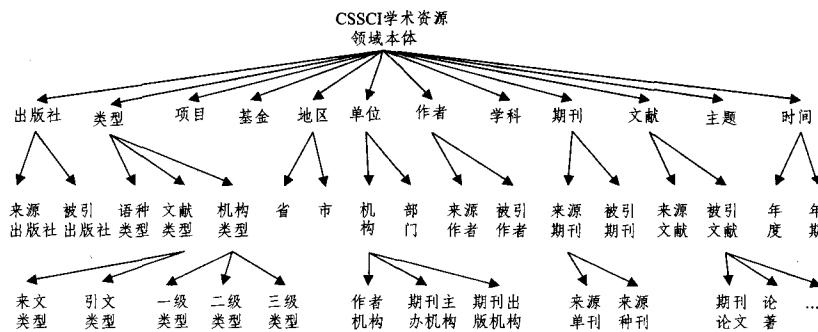 CSSCI学术资源
领域本体
出版社 类型 项目 基金 地区 单位 作者 学科 期刊 文献 主题 时间
来源 被引 语种 文献 机构 省 市 机 部 来源 被引 来源 被引 来源 被引 年 年
出版社 出版社 类型 类型 类型 构 门 作者 作者 期刊 期刊 文献 文献 度 期
来文 引文 一级 二级 三级 作者 期刊主 期刊出 来源 来源 期刊 论 ...
类型 类型 类型 类型 类型 机构 办机构 版机构 单刊 种刊 论文 著